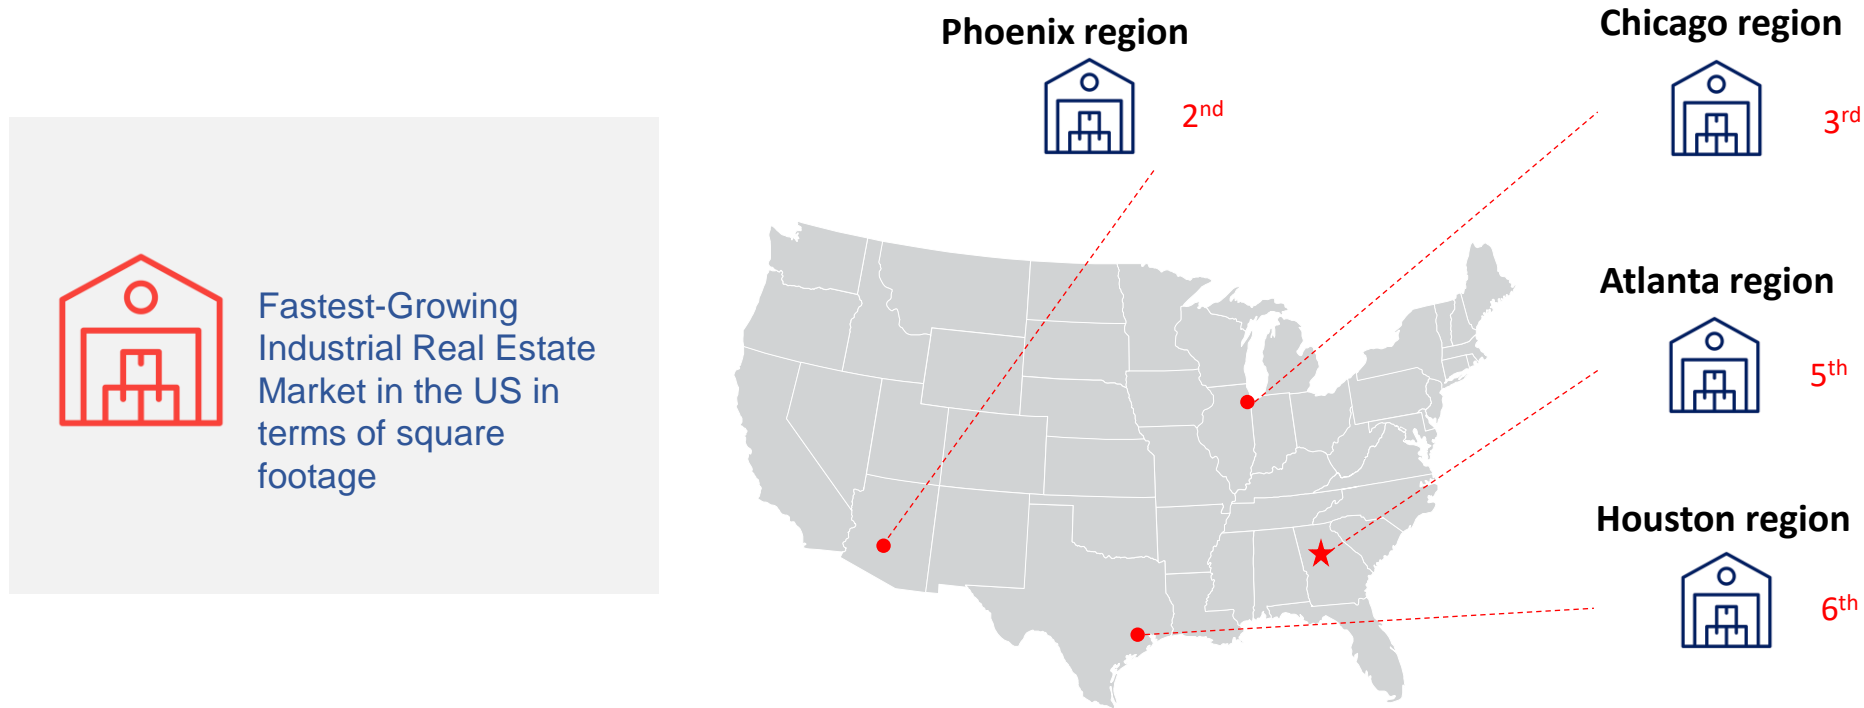 Phoenix region
2nd
Chicago region
3rd
Fastest-Growing
Industrial Real Estate
Market in the US in
terms of square
footage
Atlanta region
5th
Houston region
6th